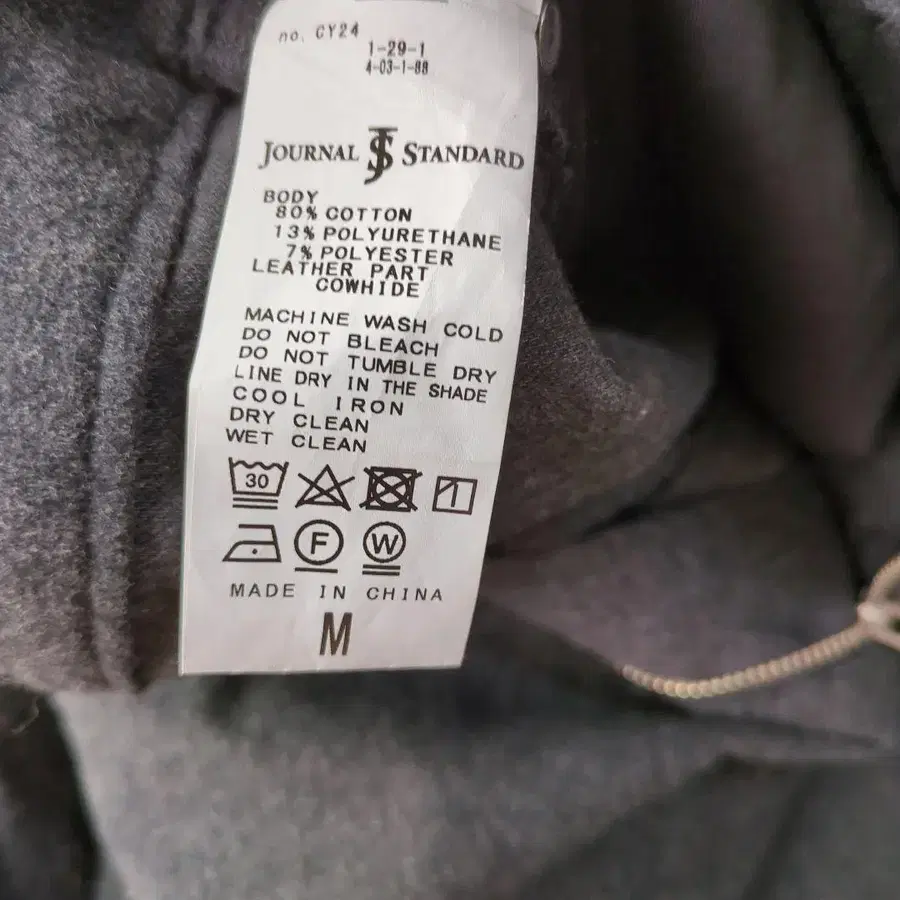 no. CY24
1-29-1
4-03-1-88
JOURNAL JS STANDARD
BODY
80% COTTON
13% POLYURETHANE
7% POLYESTER
LEATHER PART
COWHIDE
MACHINE WASH COLD
DO NOT BLEACH
DO NOT TUMBLE DRY
LINE DRY IN THE SHADE
COOL IRON
DRY CLEAN
WET CLEAN
30
F W
MADE IN CHINA
M